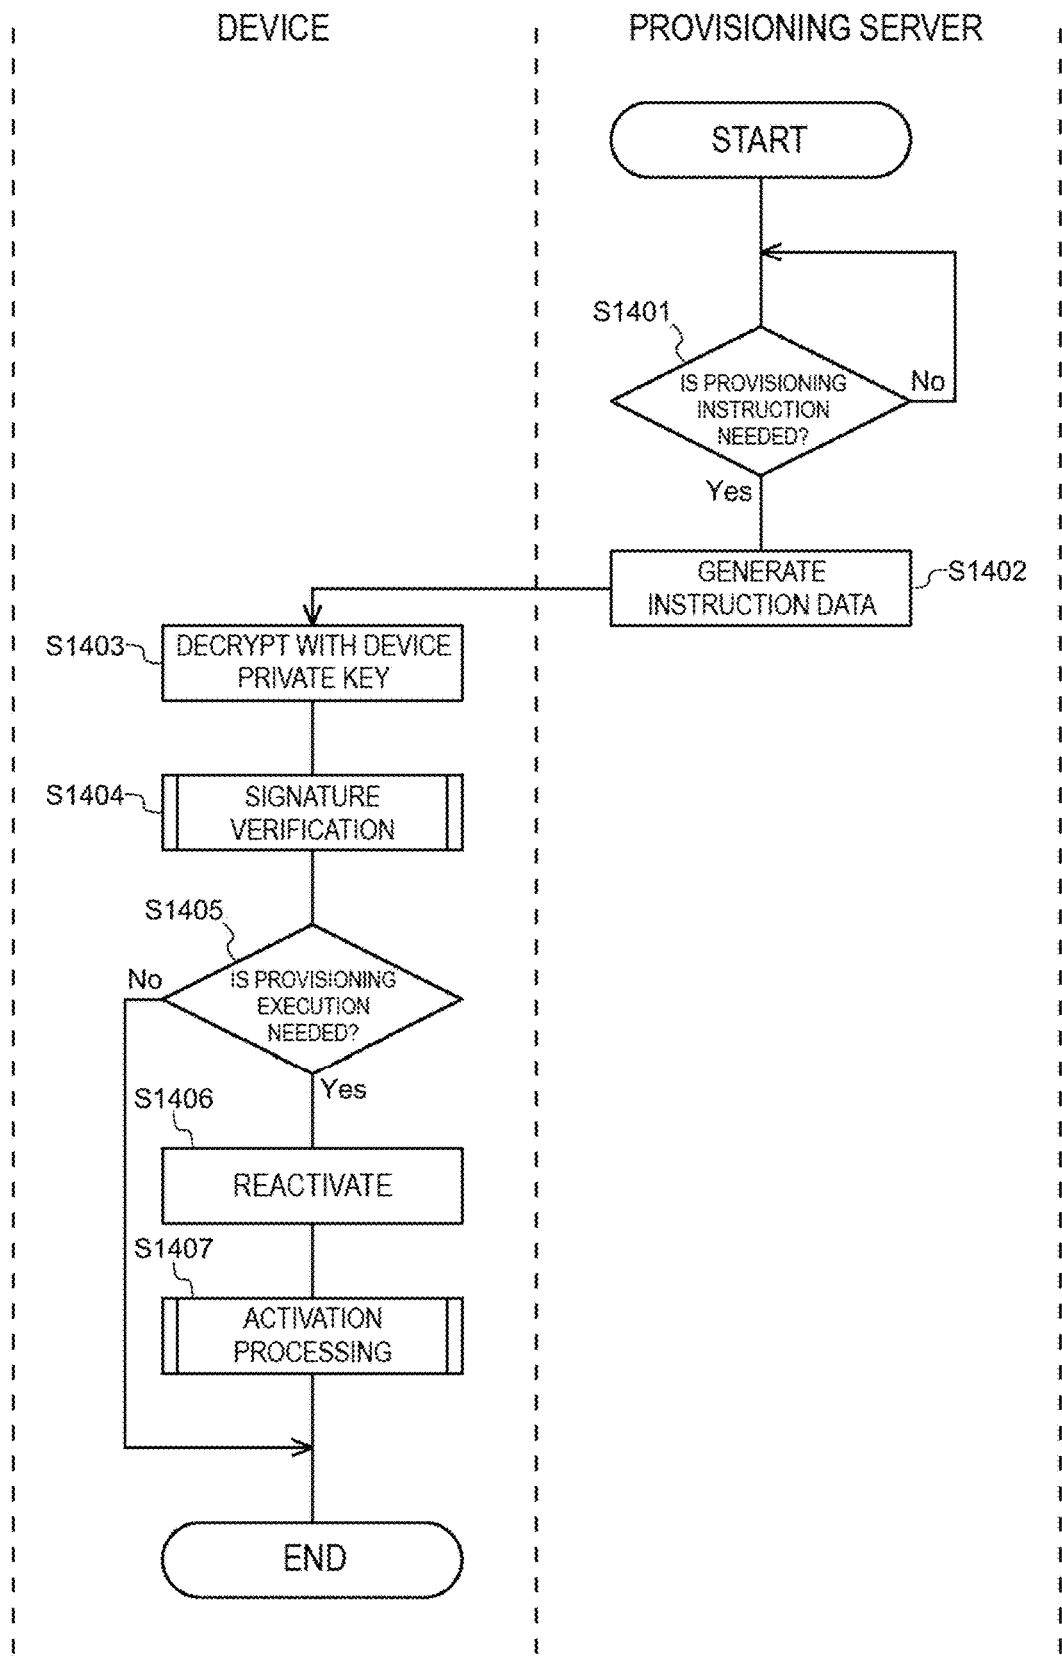 DEVICE
PROVISIONING SERVER
START
S1401
IS PROVISIONING
INSTRUCTION
NEEDED?
No
Yes
GENERATE
INSTRUCTION DATA
S1402
S1403
DECRYPT WITH DEVICE
PRIVATE KEY
S1404
SIGNATURE
VERIFICATION
S1405
No
IS PROVISIONING
EXECUTION
NEEDED?
Yes
S1406
REACTIVATE
S1407
ACTIVATION
PROCESSING
END